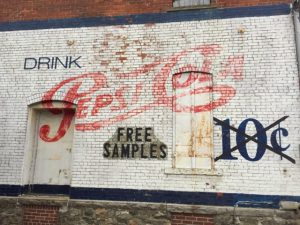 DRINK
PEPSI-COLA
FREE
SAMPLES
10¢